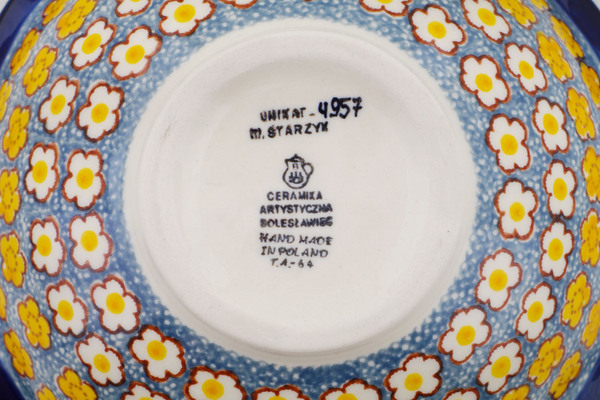 UNIKAT - 4957
M. STARZYK
CERAMIKA
ARTYSTYCZNA
BOLESŁAWIEC
HAND MADE
IN POLAND
T.A.-64